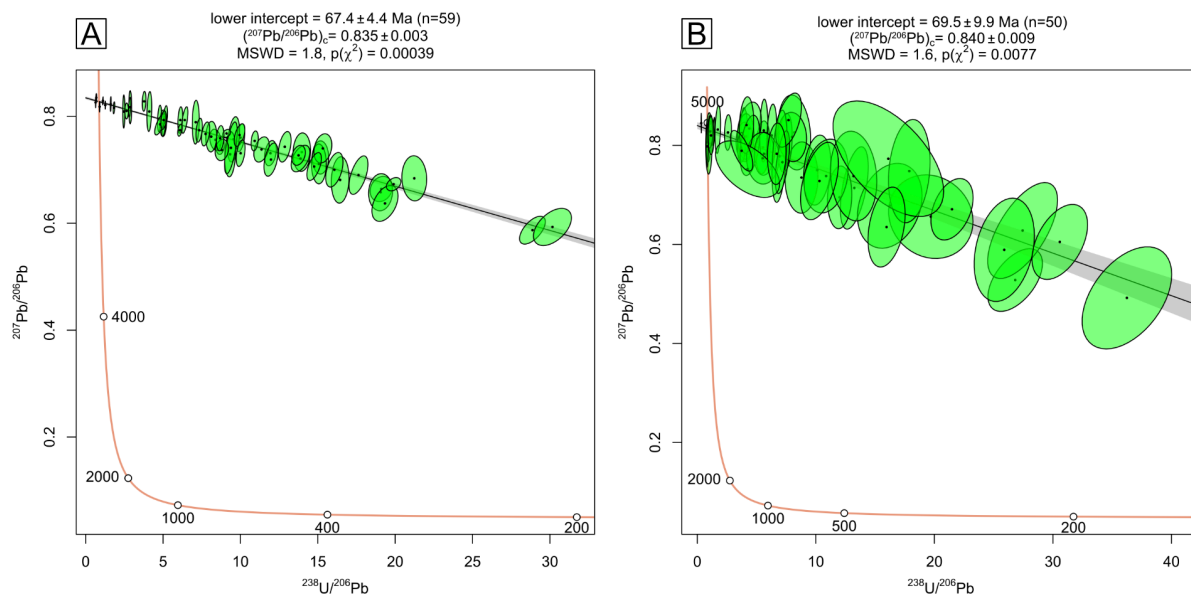 A
lower intercept = 67.4 ± 4.4 Ma (n=59)
(²⁰⁷Pb/²⁰⁶Pb)c= 0.835 ± 0.003
MSWD = 1.8, p(χ²) = 0.00039
²⁰⁷Pb/²⁰⁶Pb
0.8
0.6
0.4
0.2
4000
2000
1000
400
200
0 5 10 15 20 25 30
²³⁸U/²⁰⁶Pb
B
lower intercept = 69.5 ± 9.9 Ma (n=50)
(²⁰⁷Pb/²⁰⁶Pb)c= 0.840 ± 0.009
MSWD = 1.6, p(χ²) = 0.0077
²⁰⁷Pb/²⁰⁶Pb
0.8
0.6
0.4
0.2
5000
2000
1000
500
200
0 10 20 30 40
²³⁸U/²⁰⁶Pb